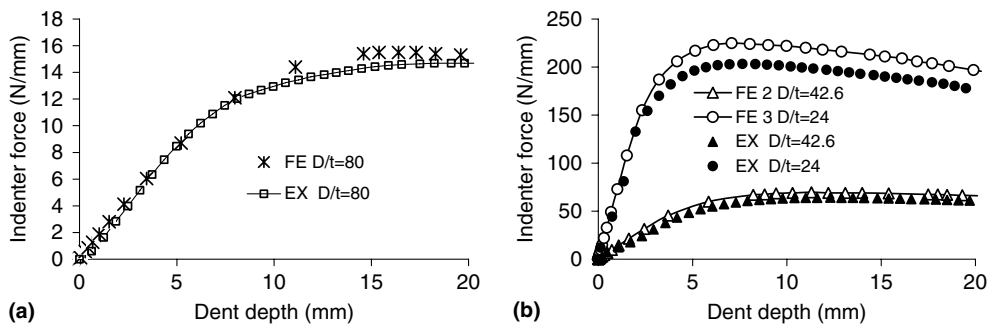 18
16
14
12
10
8
6
4
2
0
Indenter force (N/mm)
FE D/t=80
EX D/t=80
0 5 10 15 20
(a) Dent depth (mm)
250
200
150
100
50
0
Indenter force (N/mm)
FE 2 D/t=42.6
FE 3 D/t=24
EX D/t=42.6
EX D/t=24
0 5 10 15 20
(b) Dent depth (mm)